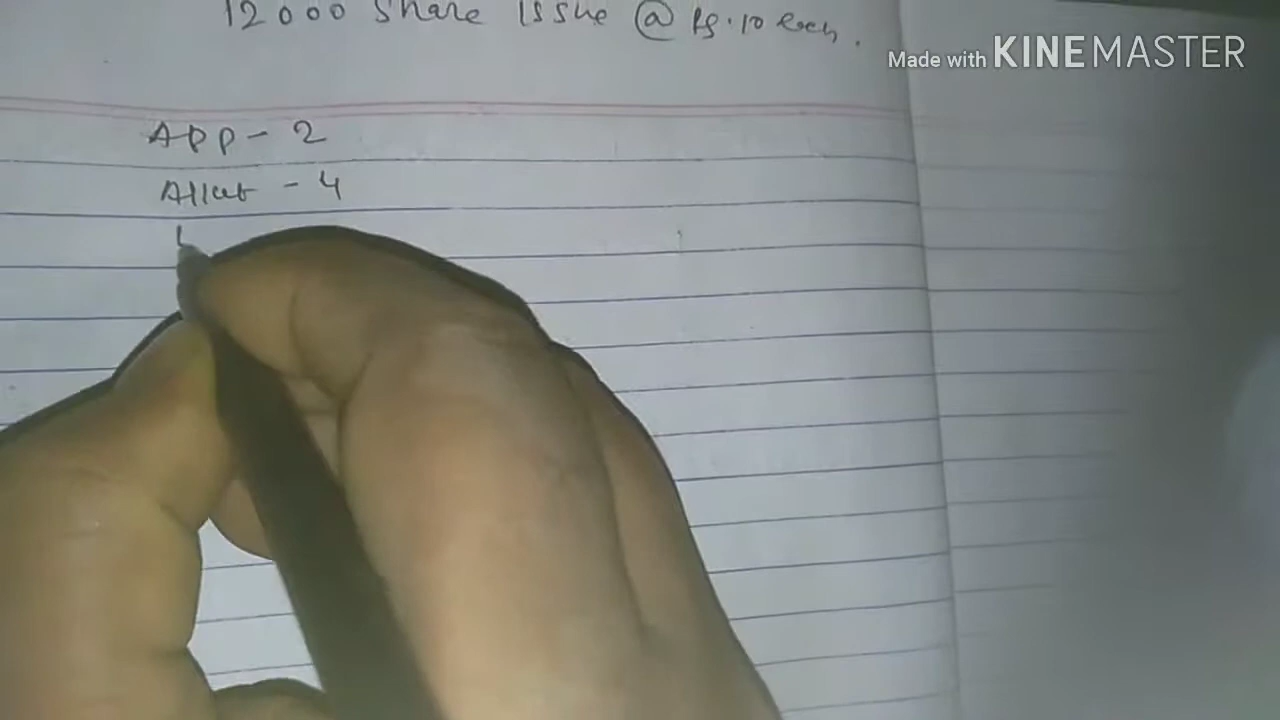 12000 Share Issue @ Rs.10 Each.
Made with KINEMASTER
App - 2
Allot - 4